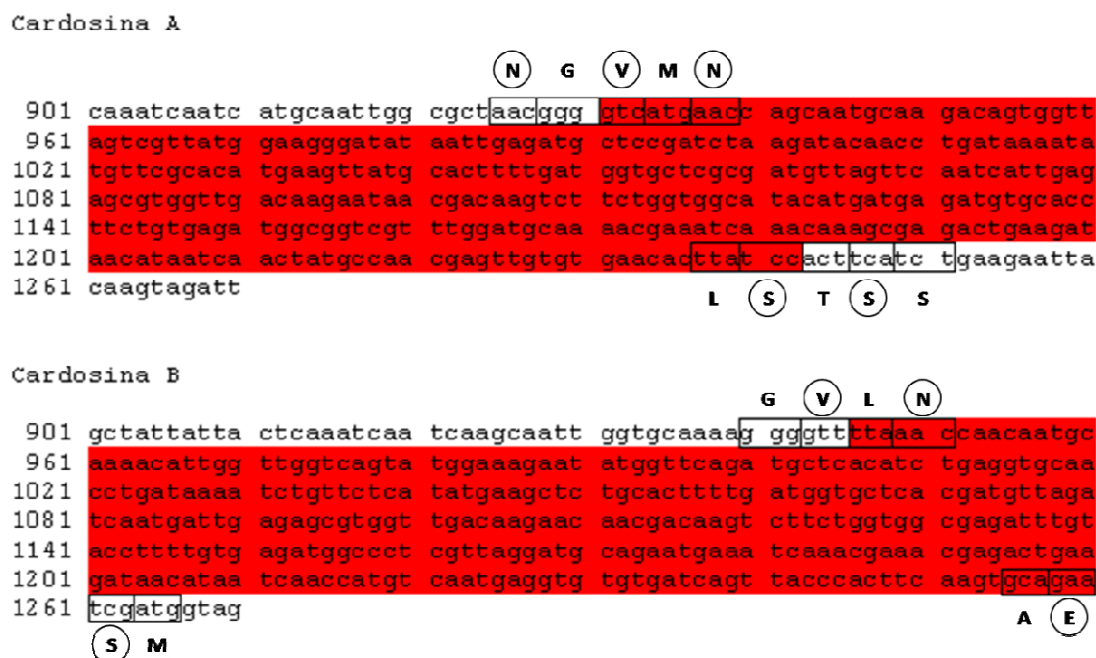 Cardosina A
N G V M N
901 caaatcaatc atgcaattgg cgctaacggg gtcatgaacc agcaatgcaa gacagtggtt
961 agtcgttatg gaagggatat aattgagatg ctccgatcta agatacaacc tgataaaata
1021 tgttcgcaca tgaagttatg cacttttgat ggtgctcgcg atgttagttc aatcattgag
1081 agcgtggttg acaagaataa cgacaagtct tctggtggca tacatgatga gatgtgcacc
1141 ttctgtgaga tggcggtcgt ttggatgcaa aacgaaatca aacaaagcga gactgaagat
1201 aacataatca actatgccaa cgagttgtgt gaacacttat ccacttcatc tgaagaatta
1261 caagtagatt
L S T S S
Cardosina B
G V L N
901 gctattatta ctcaaatcaa tcaagcaatt ggtgcaaaag gggttttaaa ccaacaatgc
961 aaaacattgg ttggtcagta tggaagaat atggttcaga tgctcacatc tgaggtgcaa
1021 cctgataaaa tctgttctca tatgaagctc tgcacttttg atggtgctca cgatgttaga
1081 tcaatgattg agagcgtggt tgacaagaac aacgacaagt cttctggtgg cgagatttgt
1141 accttttgtg agatggccct cgttaggatg cagaatgaaa tcaaacgaaa cgagactgaa
1201 gataacataa tcaaccatgt caatgaggtg tgtgatcagt tacccacttc aagtgcagaa
1261 tcgatggtag
A E
S M